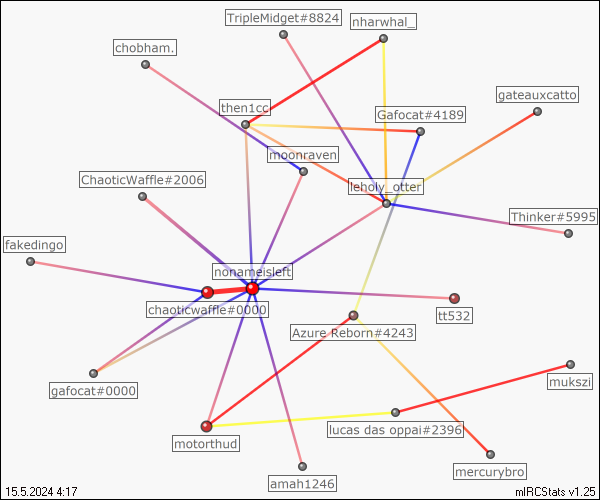 TripleMidget#8824
nharwhal_
chobham.
gateauxcatto
then1cc
Gafocat#4189
moonraven
ChaoticWaffle#2006
leholy_otter
Thinker#5995
fakedingo
nonameisleft
chaoticwaffle#0000
tt532
Azure Reborn#4243
mukszi
gafocat#0000
lucas das oppai#2396
motorthud
mercurybro
amah1246
15.5.2024 4:17
mIRCStats v1.25